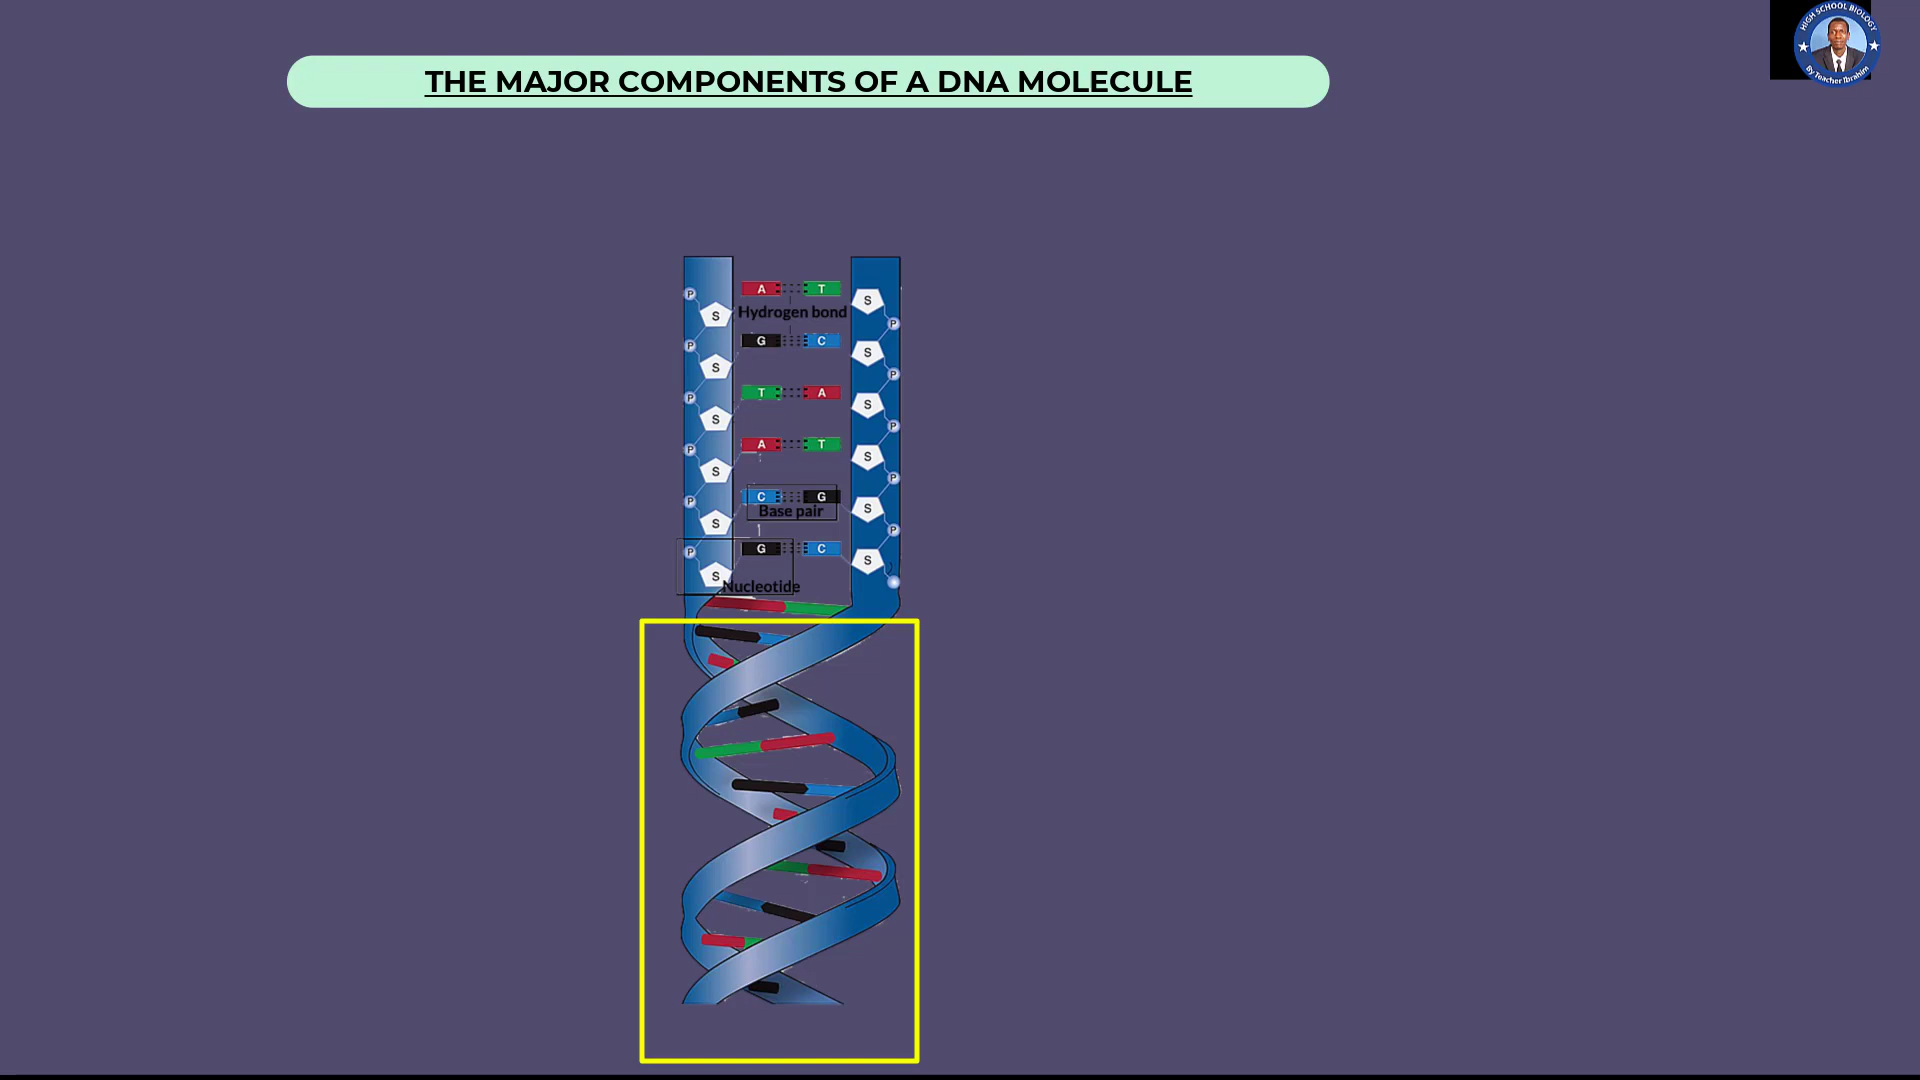 THE MAJOR COMPONENTS OF A DNA MOLECULE
HIGH SCHOOL BIOLOGY
By Teacher Ibrahim
A T
P S S
Hydrogen bond
P
G C
P S S
P
T A
P S S
P
A T
P S S
P
C G
P S S
Base pair
P
G C
P S S
Nucleotide